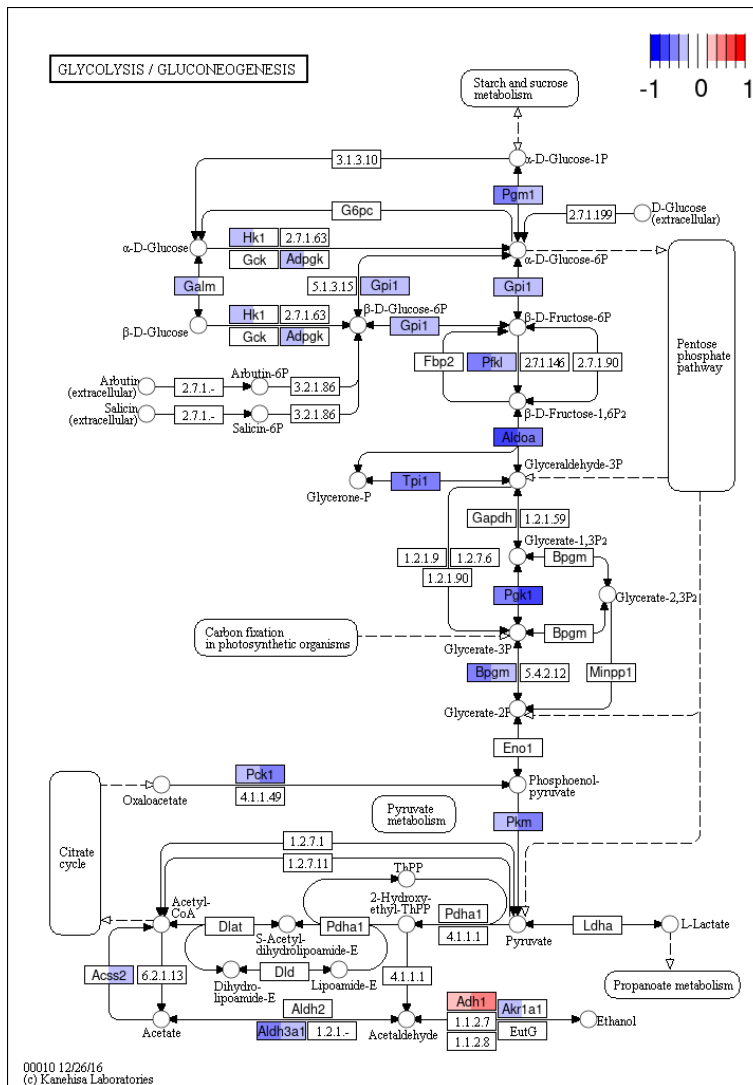 GLYCOLYSIS / GLUCONEOGENESIS
-1 0 1
Starch and sucrose
metabolism
3.1.3.10
α-D-Glucose-1P
Pgm1
G6pc
2.7.1.199
D-Glucose
(extracellular)
α-D-Glucose
Hk1
2.7.1.63
Gck
Adpgk
α-D-Glucose-6P
Galm
5.1.3.15
Gpi1
Gpi1
β-D-Glucose-6P
β-D-Glucose
Hk1
2.7.1.63
Gck
Adpgk
Gpi1
β-D-Fructose-6P
Pentose
phosphate
pathway
Fbp2
Pfkl
2.7.1.146
2.7.1.90
Arbutin
(extracellular)
2.7.1.-
Arbutin-6P
3.2.1.86
Salicin
(extracellular)
2.7.1.-
Salicin-6P
3.2.1.86
β-D-Fructose-1,6P2
Aldoa
Glyceraldehyde-3P
Tpi1
Glycerone-P
Gapdh
1.2.1.59
Glycerate-1,3P2
1.2.1.9
1.2.7.6
1.2.1.90
Bpgm
Pgk1
Glycerate-2,3P2
Carbon fixation
in photosynthetic organisms
Bpgm
Glycerate-3P
Bpgm
5.4.2.12
Minpp1
Glycerate-2P
Eno1
Pck1
4.1.1.49
Oxaloacetate
Phosphoenol-
pyruvate
Pyruvate
metabolism
Pkm
Citrate
cycle
1.2.7.1
1.2.7.11
ThPP
Acetyl-
CoA
2-Hydroxy-
ethyl-ThPP
Dlat
S-Acetyl-
dihydrolipoamide-E
Pdha1
Pdha1
4.1.1.1
Pyruvate
Ldha
L-Lactate
Acss2
6.2.1.13
Dihydro-
lipoamide-E
Dld
Lipoamide-E
4.1.1.1
Propanoate metabolism
Acetate
Aldh2
Aldh3a1
1.2.1.-
Acetaldehyde
Adh1
1.1.2.7
1.1.2.8
Akr1a1
EutG
Ethanol
00010 12/26/16
(c) Kanehisa Laboratories